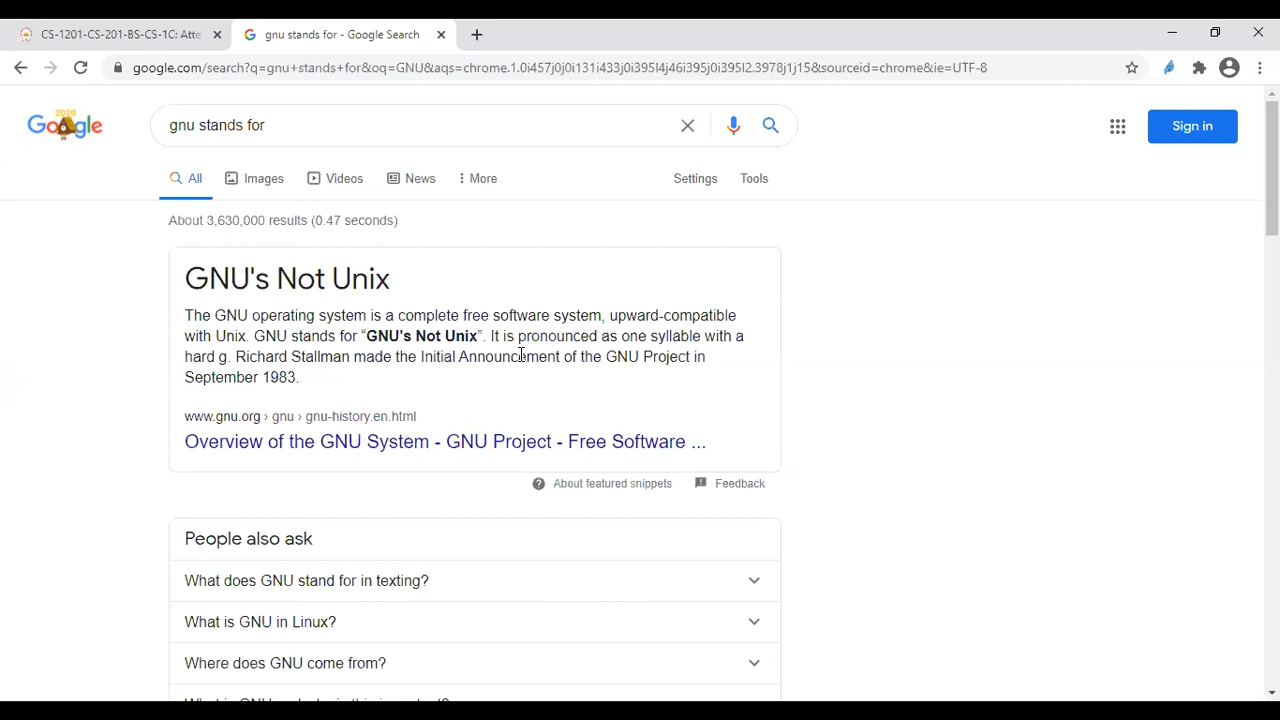 CS-1201-CS-201-BS-CS-1C: Atte
gnu stands for - Google Search
google.com/search?q=gnu+stands+for&oq=GNU&aqs=chrome.1.0i457j0j0i131i433j0i395l4j46i395j0i395l2.3978j1j15&sourceid=chrome&ie=UTF-8
2020
Google
gnu stands for
Sign in
All Images Videos News More Settings Tools
About 3,630,000 results (0.47 seconds)
GNU's Not Unix
The GNU operating system is a complete free software system, upward-compatible
with Unix. GNU stands for “GNU's Not Unix”. It is pronounced as one syllable with a
hard g. Richard Stallman made the Initial Announcement of the GNU Project in
September 1983.
www.gnu.org › gnu › gnu-history.en.html
Overview of the GNU System - GNU Project - Free Software ...
About featured snippets Feedback
People also ask
What does GNU stand for in texting?
What is GNU in Linux?
Where does GNU come from?